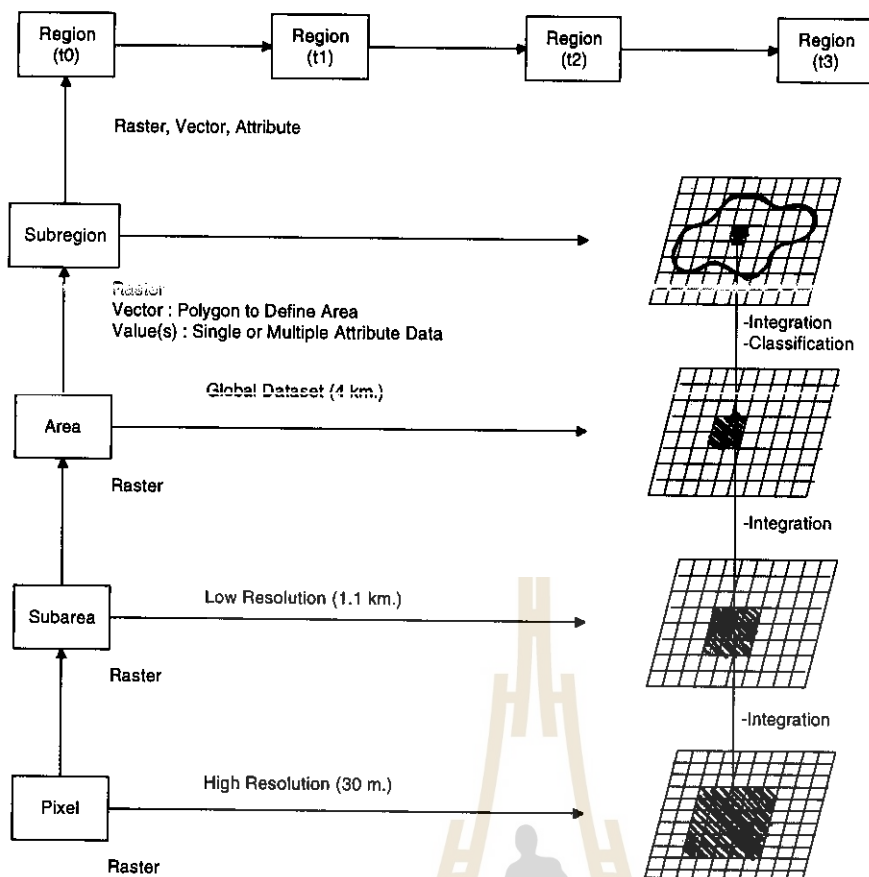 Region
(t0)
Region
(t1)
Region
(t2)
Region
(t3)
Raster, Vector, Attribute
Subregion
Raster
Vector : Polygon to Define Area
Value(s) : Single or Multiple Attribute Data
-Integration
-Classification
Global Dataset (4 km.)
Area
Raster
-Integration
Low Resolution (1.1 km.)
Subarea
Raster
-Integration
High Resolution (30 m.)
Pixel
Raster